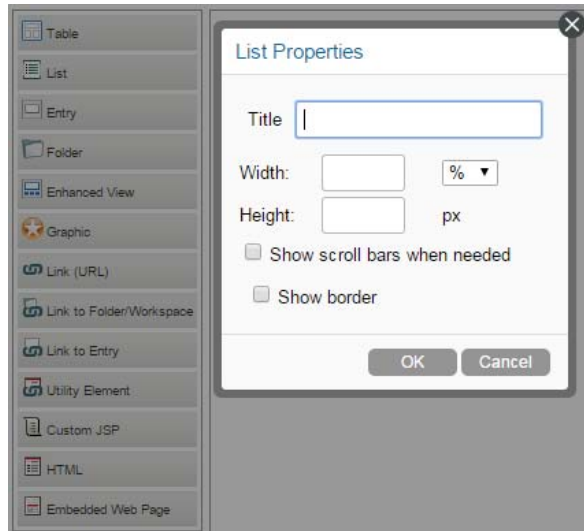 Table
List
Entry
Folder
Enhanced View
Graphic
Link (URL)
Link to Folder/Workspace
Link to Entry
Utility Element
Custom JSP
HTML
Embedded Web Page
List Properties
Title
Width:
%
Height:
px
Show scroll bars when needed
Show border
OK
Cancel